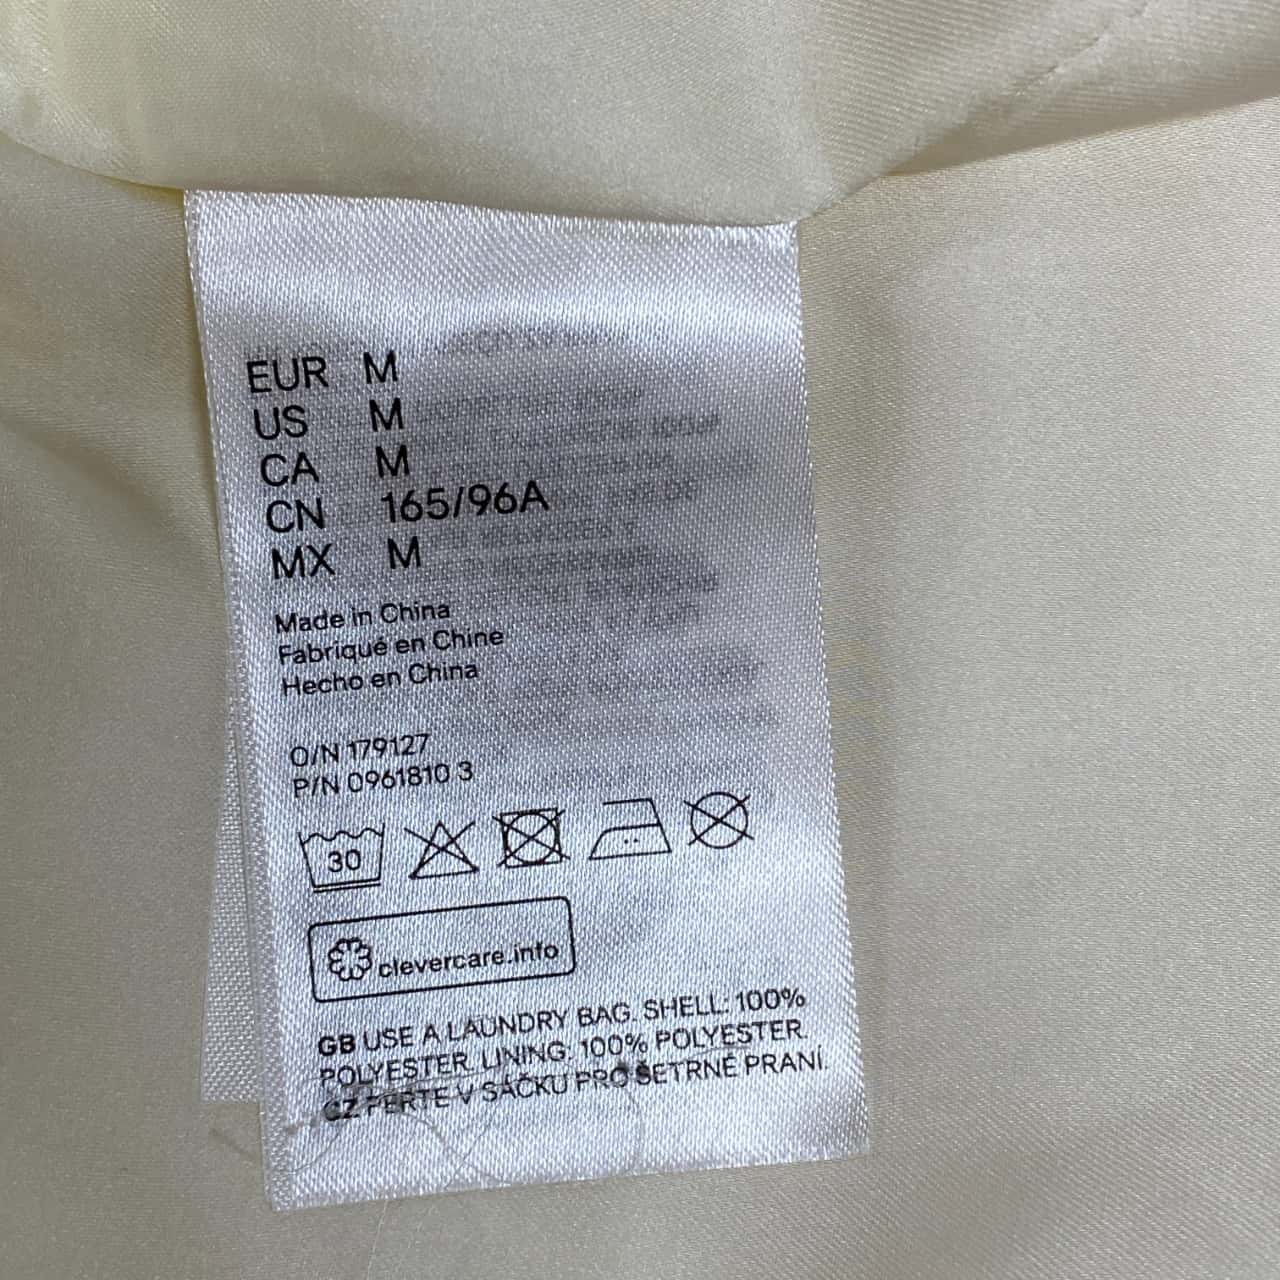 EUR M
US M
CA M
CN 165/96A
MX M
Made in China
Fabriqué en Chine
Hecho en China
O/N 179127
P/N 0961810 3
30
clevercare.info
GB USE A LAUNDRY BAG. SHELL: 100%
POLYESTER. LINING: 100% POLYESTER.
CZ PERTE V SÁČKU PRO ŠETRNÉ PRANÍ.